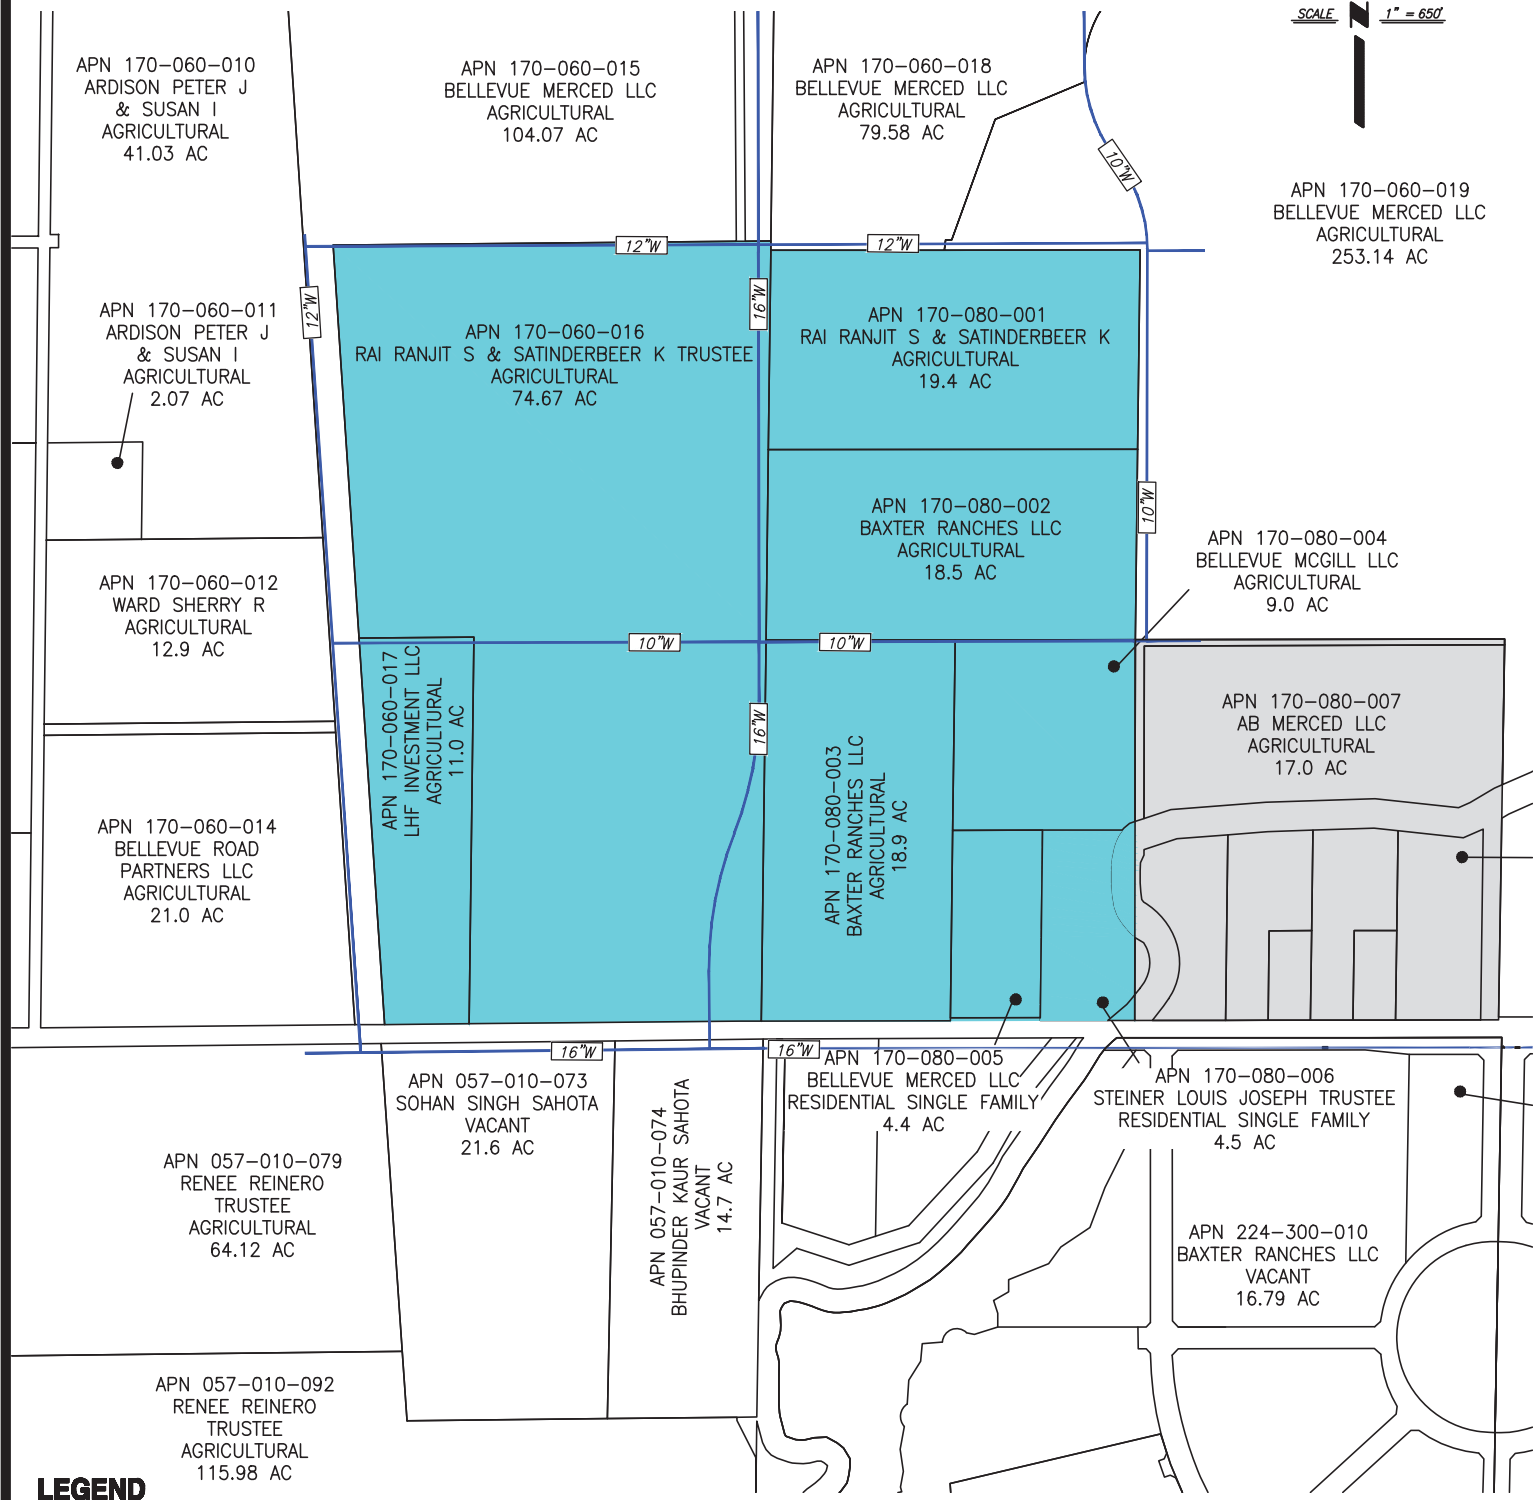 SCALE N 1" = 650'
APN 170-060-010
ARDISON PETER J
& SUSAN I
AGRICULTURAL
41.03 AC
APN 170-060-015
BELLEVUE MERCED LLC
AGRICULTURAL
104.07 AC
APN 170-060-018
BELLEVUE MERCED LLC
AGRICULTURAL
79.58 AC
10"W
APN 170-060-019
BELLEVUE MERCED LLC
AGRICULTURAL
253.14 AC
12"W
12"W
12"W
16"W
APN 170-060-011
ARDISON PETER J
& SUSAN I
AGRICULTURAL
2.07 AC
APN 170-060-016
RAI RANJIT S & SATINDERBEER K TRUSTEE
AGRICULTURAL
74.67 AC
APN 170-080-001
RAI RANJIT S & SATINDERBEER K
AGRICULTURAL
19.4 AC
APN 170-080-002
BAXTER RANCHES LLC
AGRICULTURAL
18.5 AC
10"W
APN 170-080-004
BELLEVUE MCGILL LLC
AGRICULTURAL
9.0 AC
APN 170-060-012
WARD SHERRY R
AGRICULTURAL
12.9 AC
10"W
10"W
APN 170-060-017
LHF INVESTMENT LLC
AGRICULTURAL
11.0 AC
16"W
APN 170-080-003
BAXTER RANCHES LLC
AGRICULTURAL
18.9 AC
APN 170-080-007
AB MERCED LLC
AGRICULTURAL
17.0 AC
APN 170-060-014
BELLEVUE ROAD
PARTNERS LLC
AGRICULTURAL
21.0 AC
16"W
16"W
APN 170-080-005
BELLEVUE MERCED LLC
RESIDENTIAL SINGLE FAMILY
4.4 AC
APN 170-080-006
STEINER LOUIS JOSEPH TRUSTEE
RESIDENTIAL SINGLE FAMILY
4.5 AC
APN 057-010-073
SOHAN SINGH SAHOTA
VACANT
21.6 AC
APN 057-010-074
BHUPINDER KAUR SAHOTA
VACANT
14.7 AC
APN 057-010-079
RENEE REINERO
TRUSTEE
AGRICULTURAL
64.12 AC
APN 224-300-010
BAXTER RANCHES LLC
VACANT
16.79 AC
APN 057-010-092
RENEE REINERO
TRUSTEE
AGRICULTURAL
115.98 AC
LEGEND